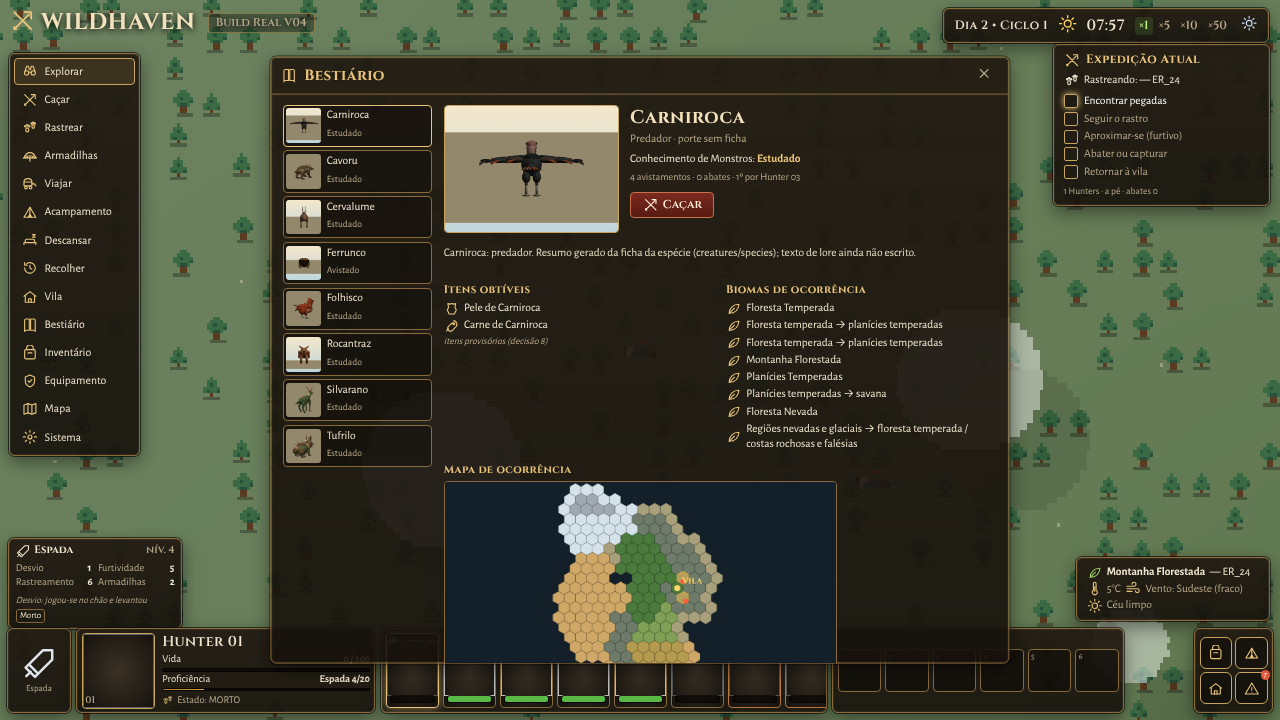 WILDHAVEN
Build Real V04
Dia 2 • Ciclo 1
07:57
×1
×5
×10
×50
Explorar
Caçar
Rastrear
Armadilhas
Viajar
Acampamento
Descansar
Recolher
Vila
Bestiário
Inventário
Equipamento
Mapa
Sistema
Bestiário
Carniroca
Estudado
Cavoru
Estudado
Cervalume
Estudado
Ferrunco
Avistado
Folhisco
Estudado
Rocantraz
Estudado
Silvarano
Estudado
Tufrilo
Estudado
Carniroca
Predador · porte sem ficha
Conhecimento de Monstros: Estudado
4 avistamentos · 0 abates · 1º por Hunter 03
Caçar
Carniroca: predador. Resumo gerado da ficha da espécie (creatures/species); texto de lore ainda não escrito.
Itens obtíveis
Pele de Carniroca
Carne de Carniroca
itens provisórios (decisão 8)
Biomas de ocorrência
Floresta Temperada
Floresta temperada → planícies temperadas
Floresta temperada → planícies temperadas
Montanha Florestada
Planícies Temperadas
Planícies temperadas → savana
Floresta Nevada
Regiões nevadas e glaciais → floresta temperada /
costas rochosas e falésias
Mapa de ocorrência
Vila
Expedição Atual
Rastreando: — ER_24
Encontrar pegadas
Seguir o rastro
Aproximar-se (furtivo)
Abater ou capturar
Retornar à vila
1 Hunters · a pé · abates 0
Espada
NÍV. 4
Desvio 1 Furtividade 5
Rastreamento 6 Armadilhas 2
Desvio: jogou-se no chão e levantou
Morto
Espada
01
Hunter 01
Vida 0/100
Proficiência Espada 4/20
Estado: MORTO
5
6
Montanha Florestada — ER_24
5°C Vento: Sudeste (fraco)
Céu limpo
7